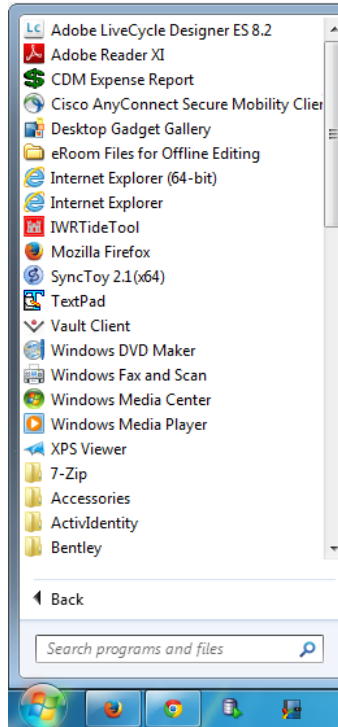 LC Adobe LiveCycle Designer ES 8.2
Adobe Reader XI
CDM Expense Report
Cisco AnyConnect Secure Mobility Clien
Desktop Gadget Gallery
eRoom Files for Offline Editing
Internet Explorer (64-bit)
Internet Explorer
IWRTideTool
Mozilla Firefox
SyncToy 2.1(x64)
TextPad
Vault Client
Windows DVD Maker
Windows Fax and Scan
Windows Media Center
Windows Media Player
XPS Viewer
7-Zip
Accessories
ActivIdentity
Bentley
Back
Search programs and files